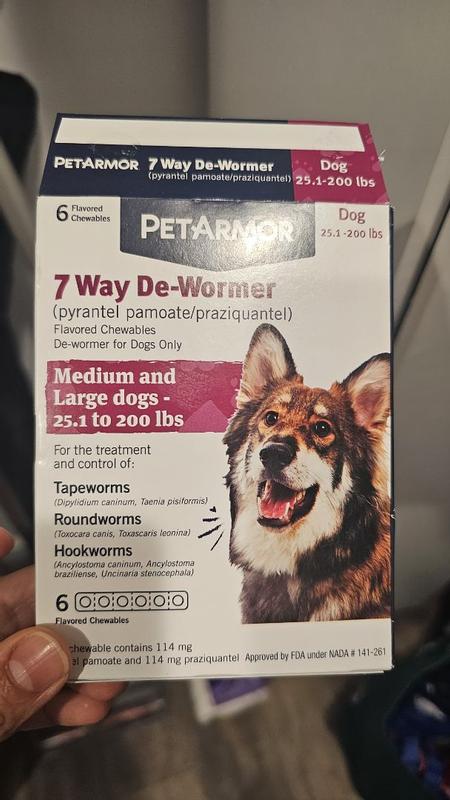 PETARMOR 7 Way De-Wormer
(pyrantel pamoate/praziquantel)
Dog
25.1-200 lbs
6 Flavored
Chewables
PETARMOR
Dog
25.1-200 lbs
7 Way De-Wormer
(pyrantel pamoate/praziquantel)
Flavored Chewables
De-wormer for Dogs Only
Medium and
Large dogs -
25.1 to 200 lbs
For the treatment
and control of:
Tapeworms
(Dipylidium caninum, Taenia pisiformis)
Roundworms
(Toxocara canis, Toxascaris leonina)
Hookworms
(Ancylostoma caninum, Ancylostoma
braziliense, Uncinaria stenocephala)
6
Flavored Chewables
chewable contains 114 mg
pamoate and 114 mg praziquantel Approved by FDA under NADA # 141-261